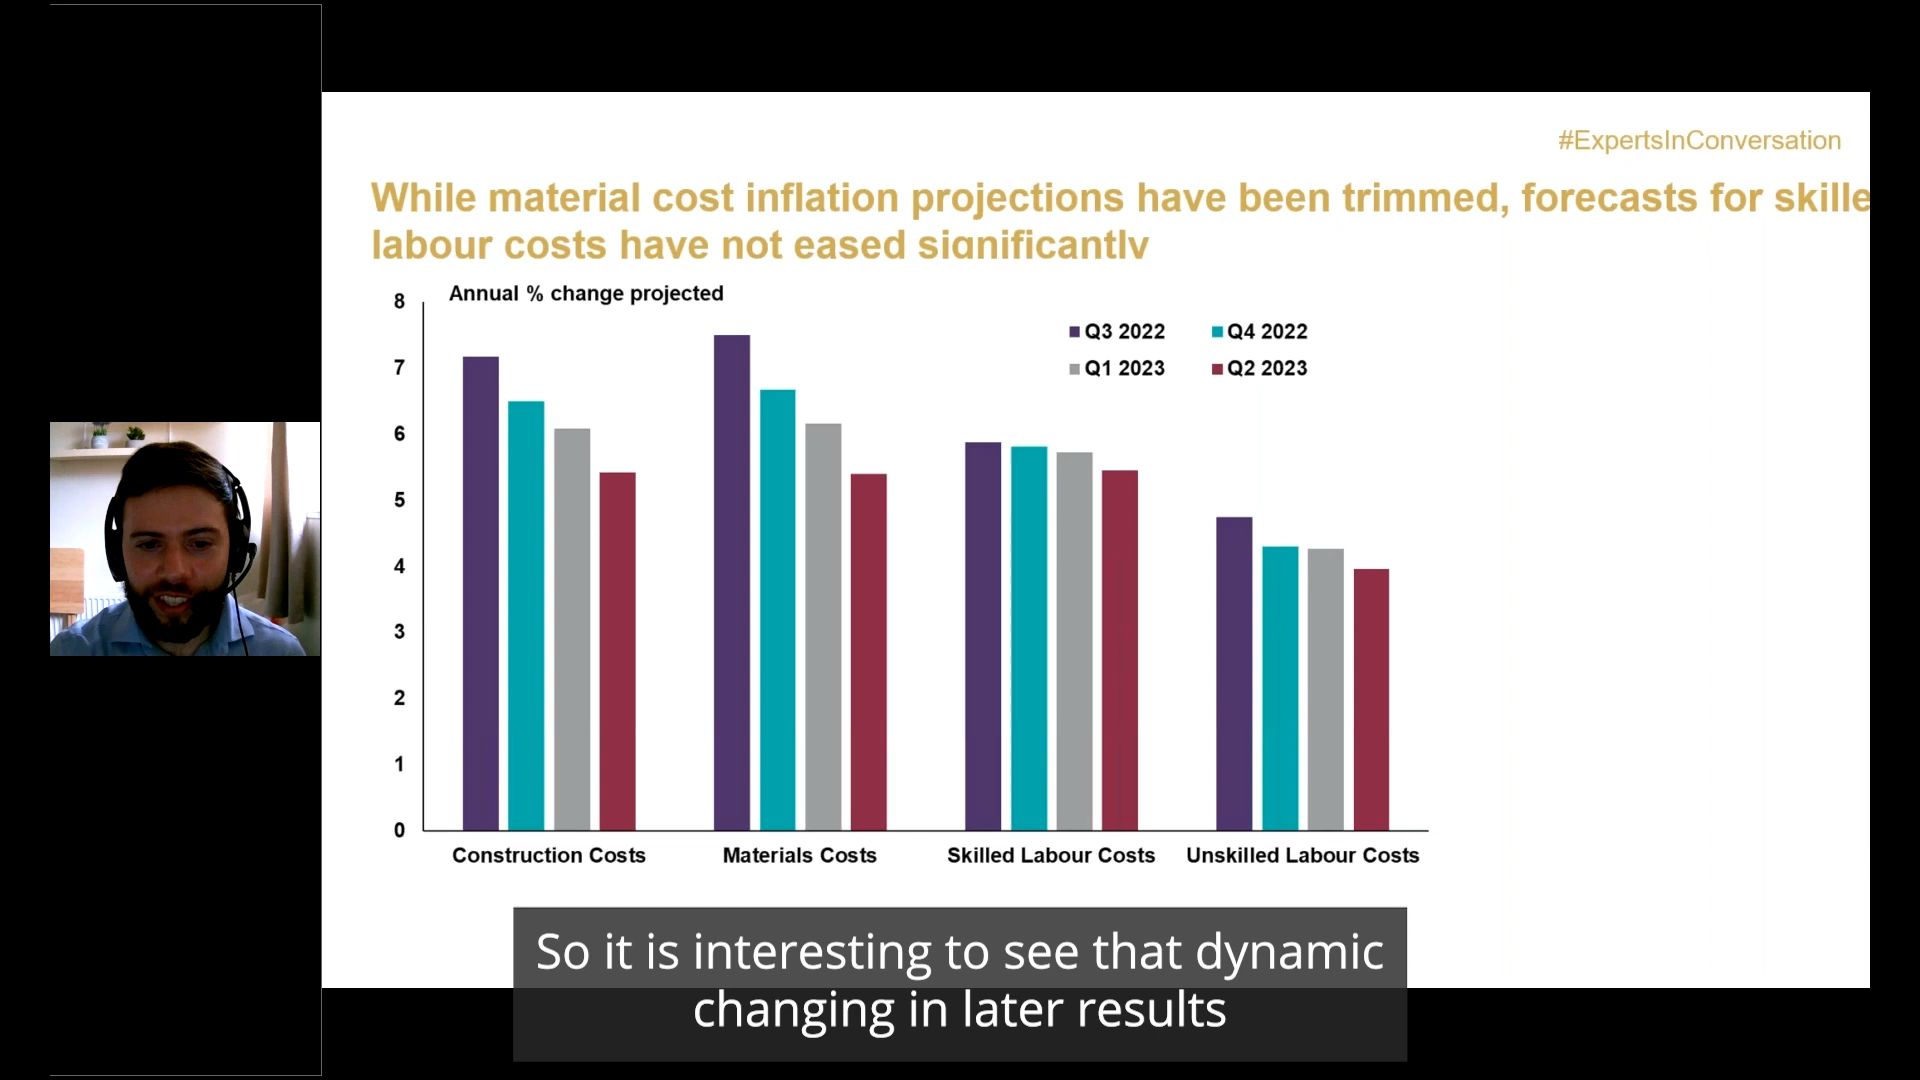 #ExpertsInConversation
While material cost inflation projections have been trimmed, forecasts for skille
labour costs have not eased significantly
Annual % change projected
8
7
6
5
4
3
2
1
0
Q3 2022
Q4 2022
Q1 2023
Q2 2023
Construction Costs
Materials Costs
Skilled Labour Costs
Unskilled Labour Costs
So it is interesting to see that dynamic
changing in later results